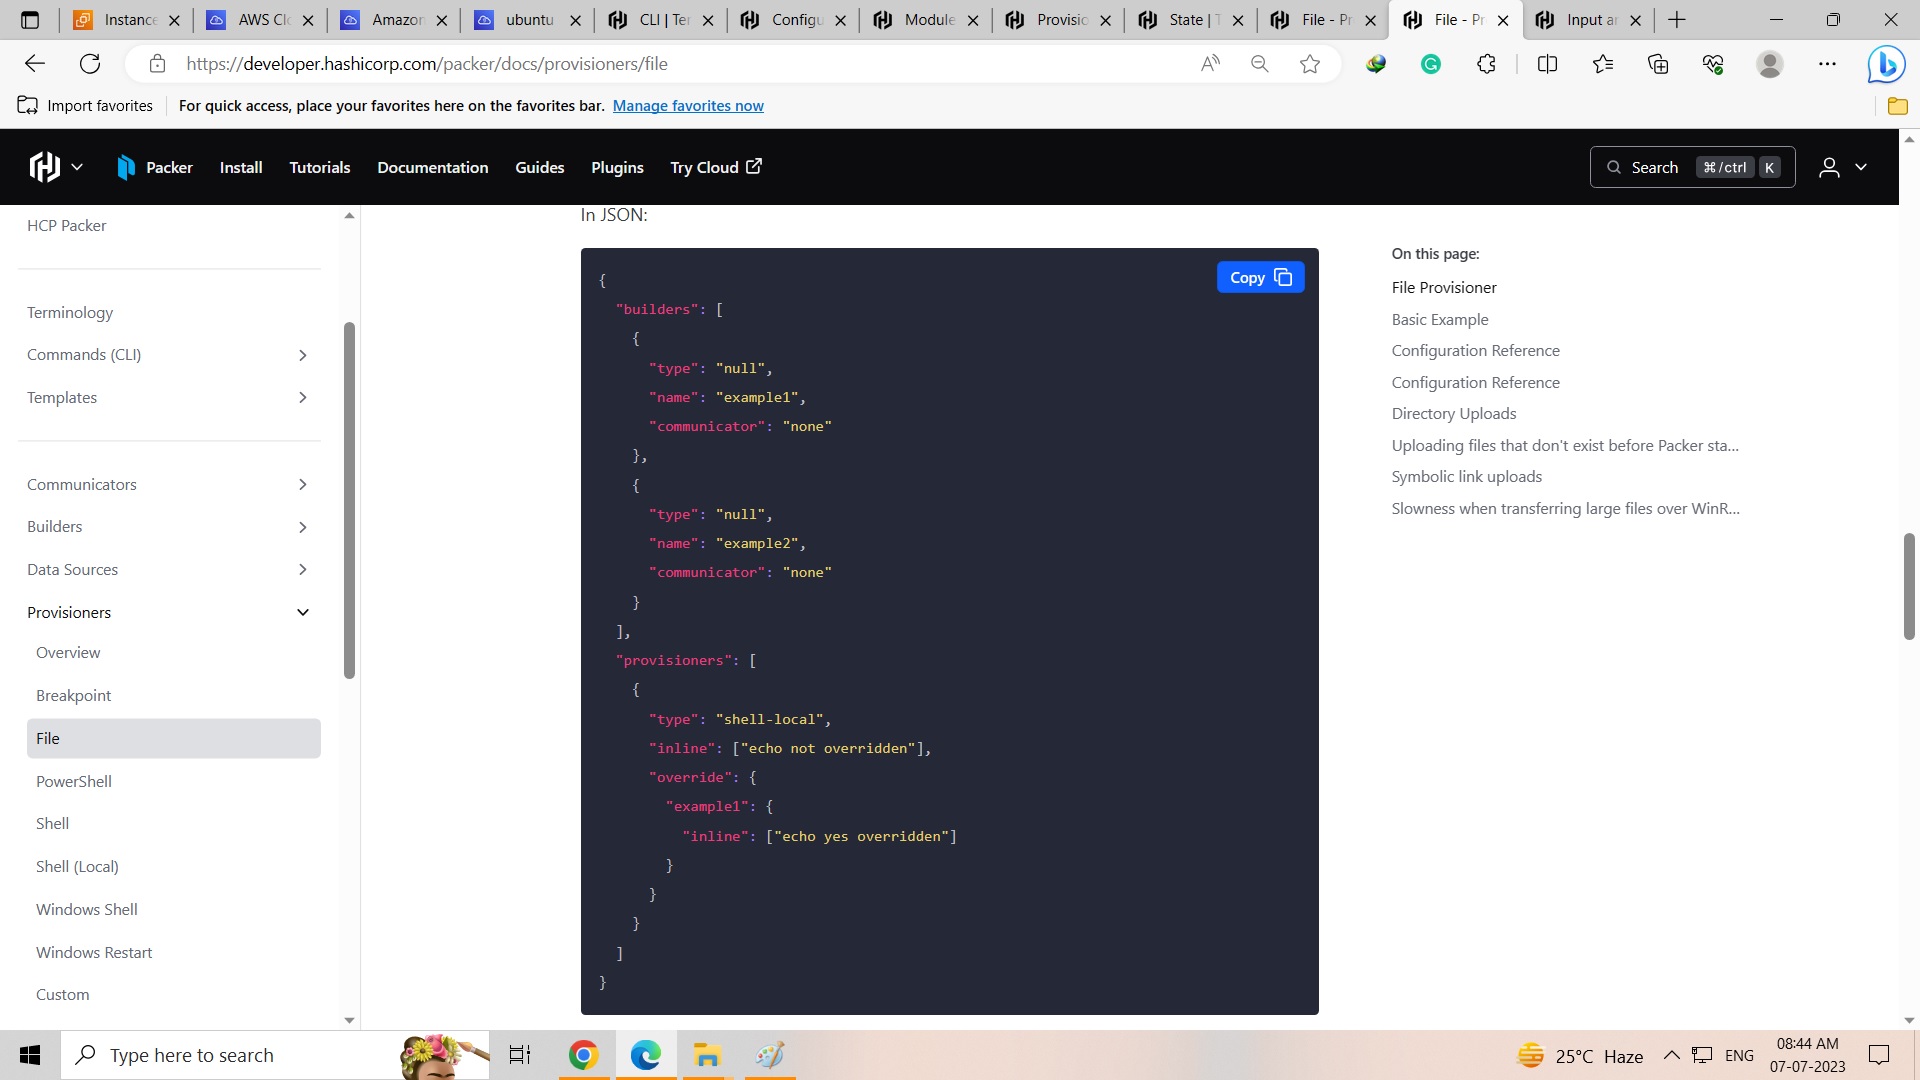 Instance
AWS Cl
Amazon
ubuntu
CLI | Ter
Configu
Module
Provisio
State | T
File - Pr
File - Pr
Input ar
https://developer.hashicorp.com/packer/docs/provisioners/file
Import favorites
For quick access, place your favorites here on the favorites bar. Manage favorites now
Packer Install Tutorials Documentation Guides Plugins Try Cloud
Search ⌘/ctrl K
HCP Packer
Terminology
Commands (CLI)
Templates
Communicators
Builders
Data Sources
Provisioners
Overview
Breakpoint
File
PowerShell
Shell
Shell (Local)
Windows Shell
Windows Restart
Custom
In JSON:
Copy
{
"builders": [
{
"type": "null",
"name": "example1",
"communicator": "none"
},
{
"type": "null",
"name": "example2",
"communicator": "none"
}
],
"provisioners": [
{
"type": "shell-local",
"inline": ["echo not overridden"],
"override": {
"example1": {
"inline": ["echo yes overridden"]
}
}
}
]
}
On this page:
File Provisioner
Basic Example
Configuration Reference
Configuration Reference
Directory Uploads
Uploading files that don't exist before Packer sta...
Symbolic link uploads
Slowness when transferring large files over WinR...
Type here to search
25°C Haze
ENG
08:44 AM
07-07-2023